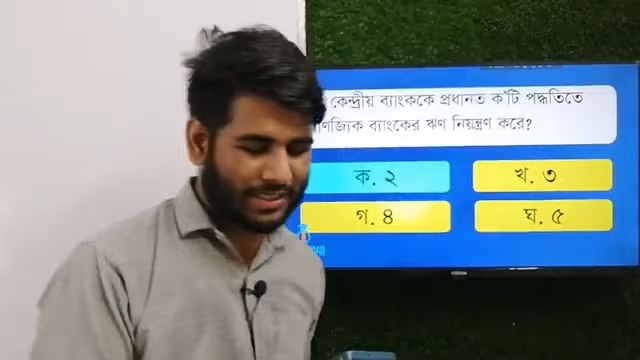 কেন্দ্রীয় ব্যাংককে প্রধানত ক'টি পদ্ধতিতে
ব্যাংকের ঋণ নিয়ন্ত্রণ করে?
ক. ২
খ. ৩
গ. ৪
ঘ. ৫